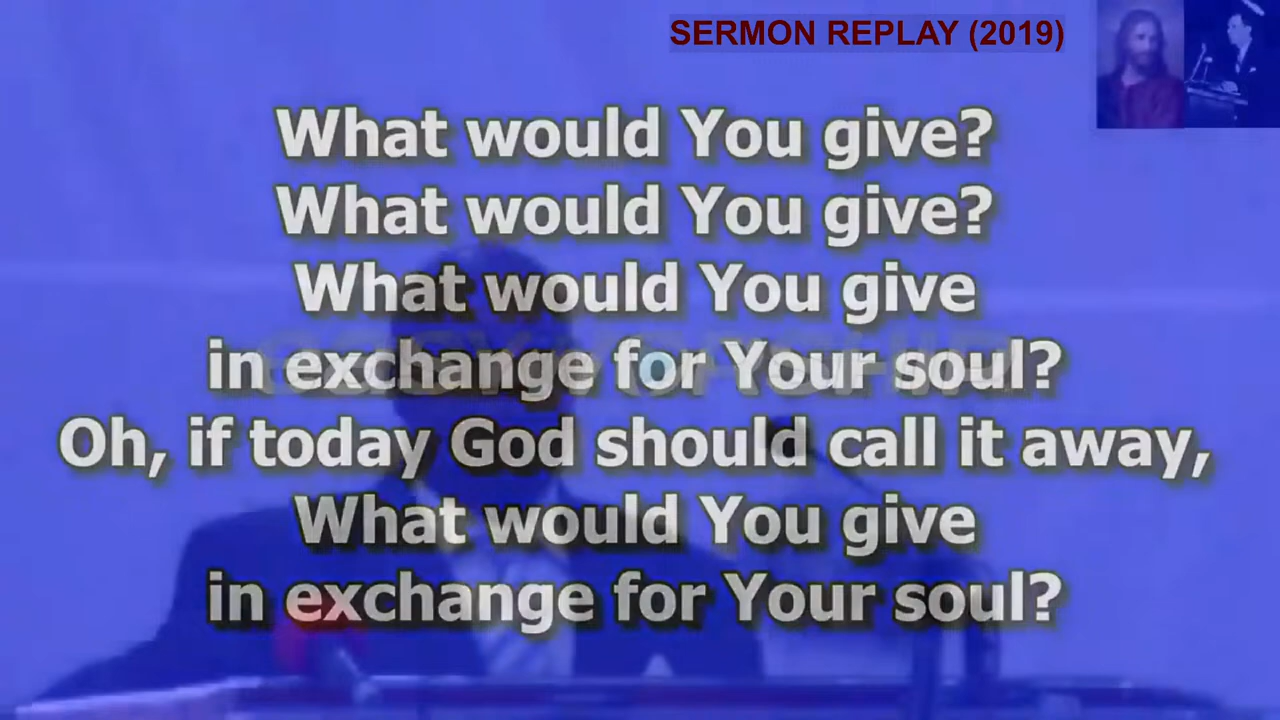 SERMON REPLAY (2019)
What would You give?
What would You give?
What would You give
in exchange for Your soul?
Oh, if today God should call it away,
What would You give
in exchange for Your soul?